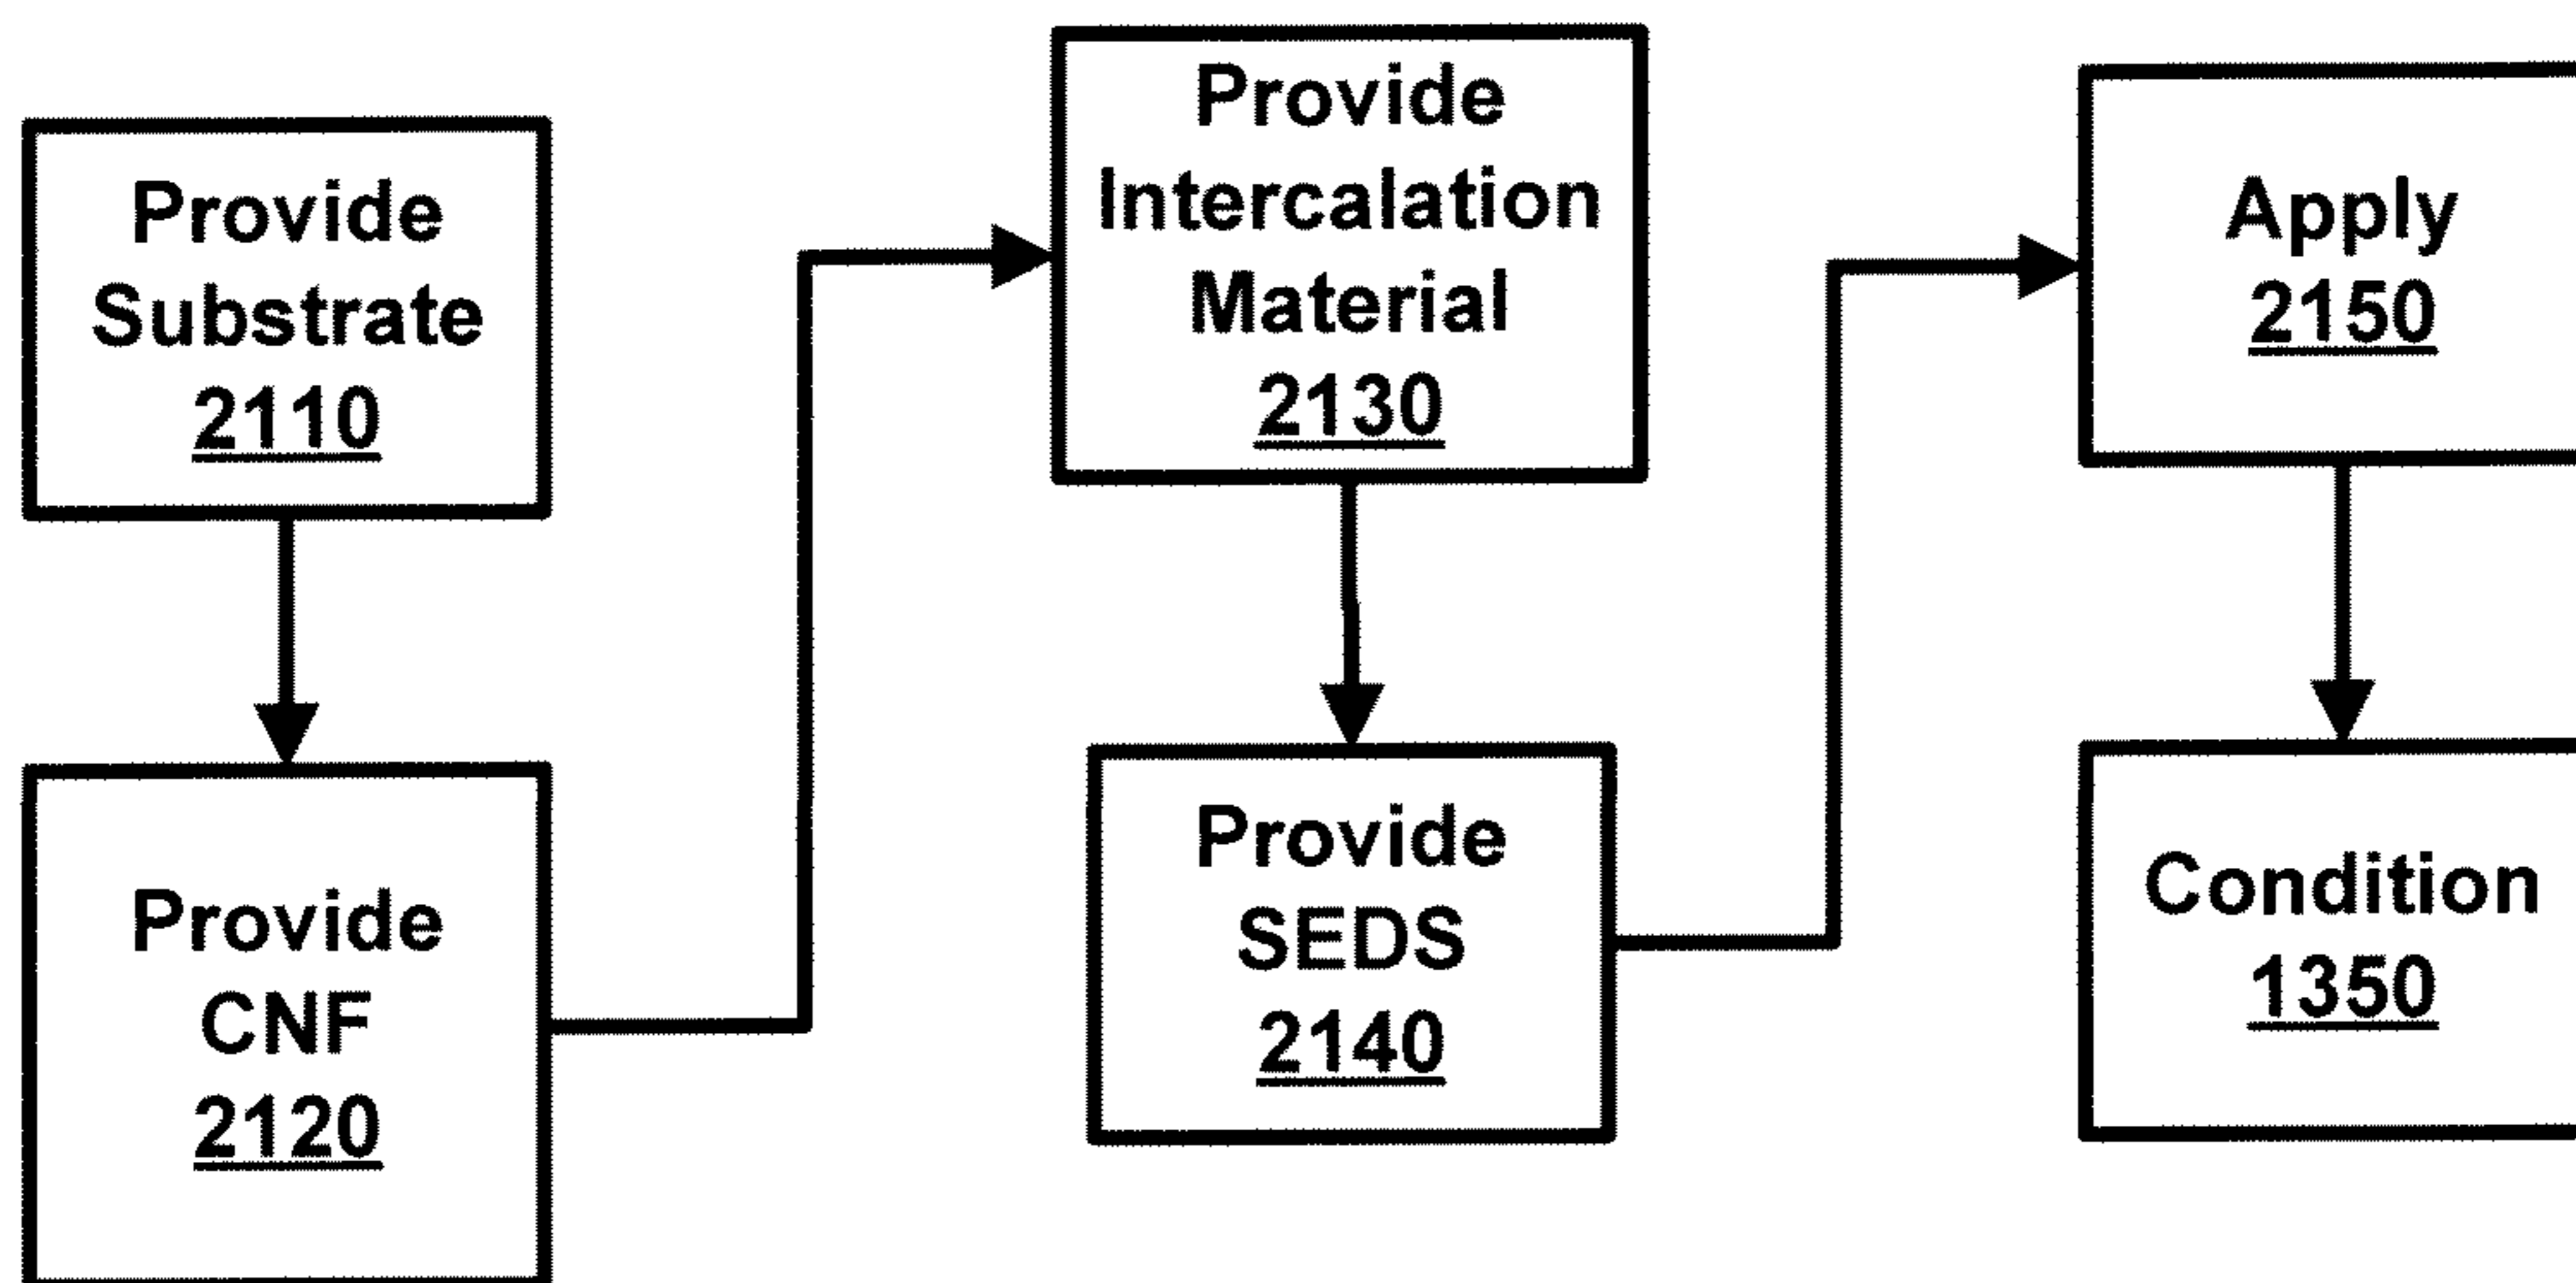 Provide
Substrate
2110
Provide
CNF
2120
Provide
Intercalation
Material
2130
Provide
SEDS
2140
Apply
2150
Condition
1350